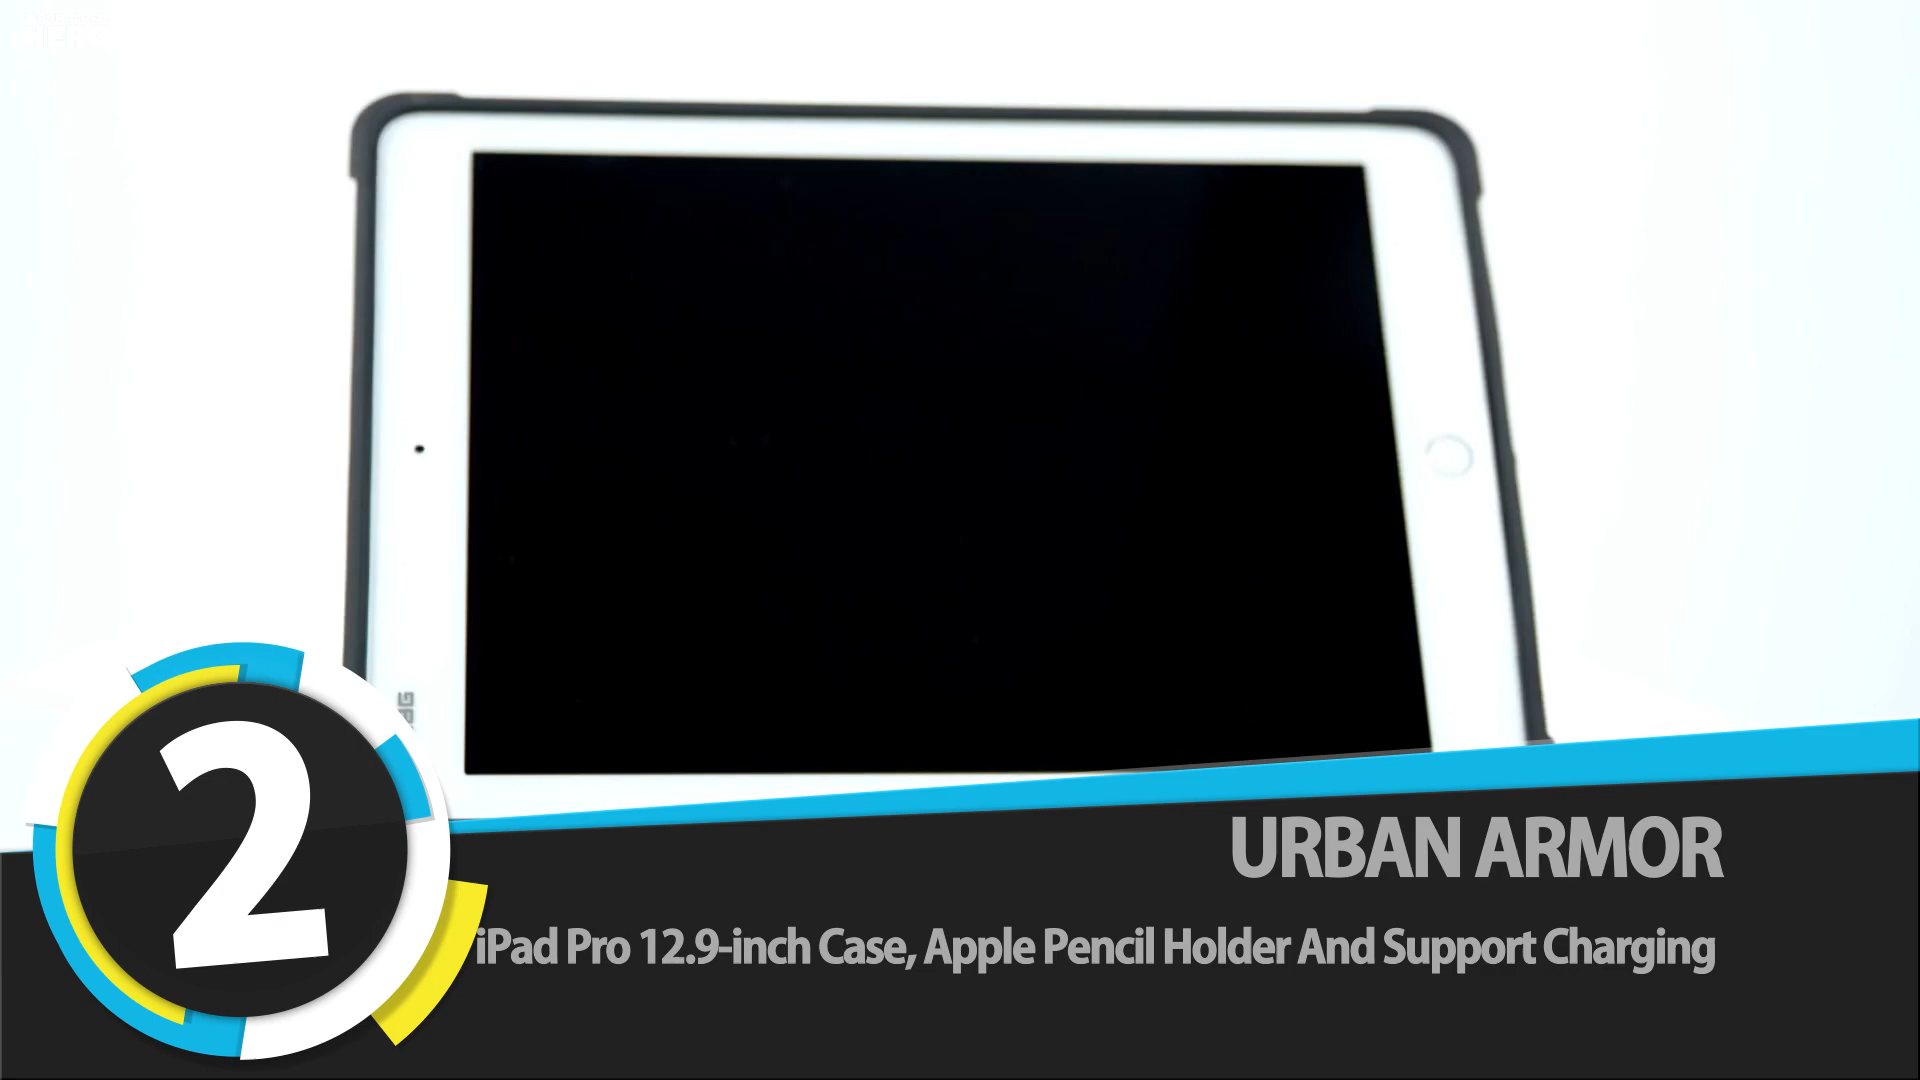 2
URBAN ARMOR
iPad Pro 12.9-inch Case, Apple Pencil Holder And Support Charging